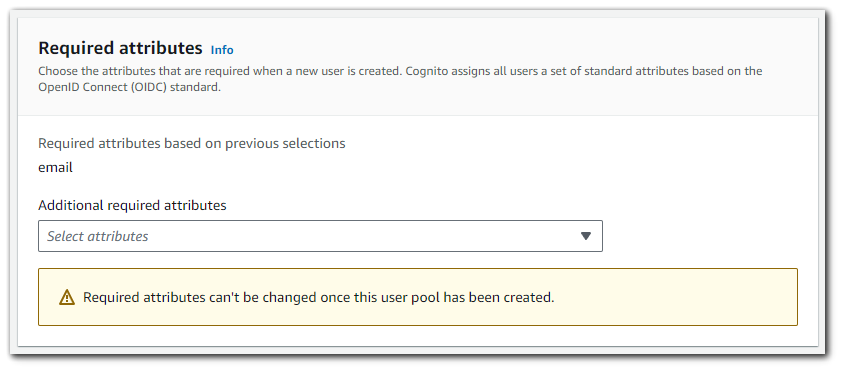 Required attributes Info
Choose the attributes that are required when a new user is created. Cognito assigns all users a set of standard attributes based on the
OpenID Connect (OIDC) standard.
Required attributes based on previous selections
email
Additional required attributes
Select attributes
Required attributes can't be changed once this user pool has been created.